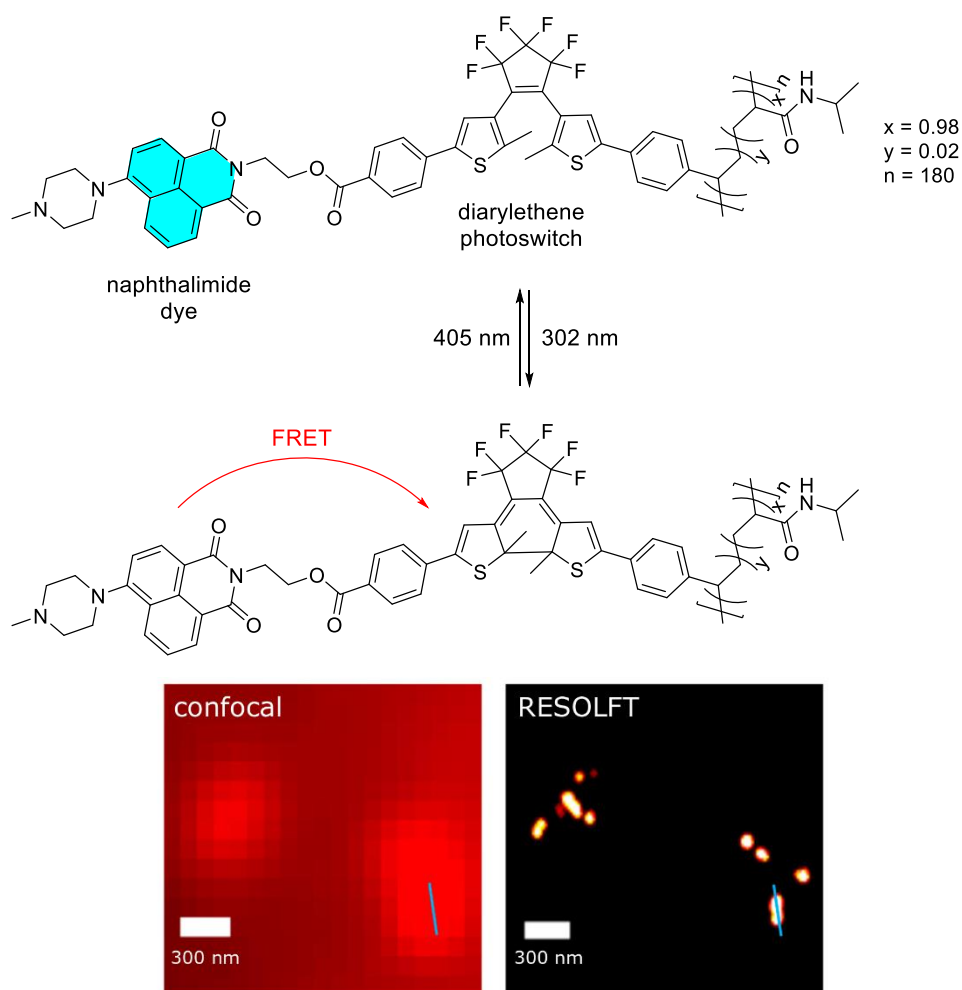 F F F F
F F
n
H
N
x
O
y
x = 0.98
y = 0.02
n = 180
O
N
O
O
O
N
N
S
S
diarylethene
photoswitch
naphthalimide
dye
405 nm
302 nm
FRET
F F F F
F F
n
H
N
x
O
y
O
N
O
O
O
N
N
S
S
confocal
300 nm
RESOLFT
300 nm